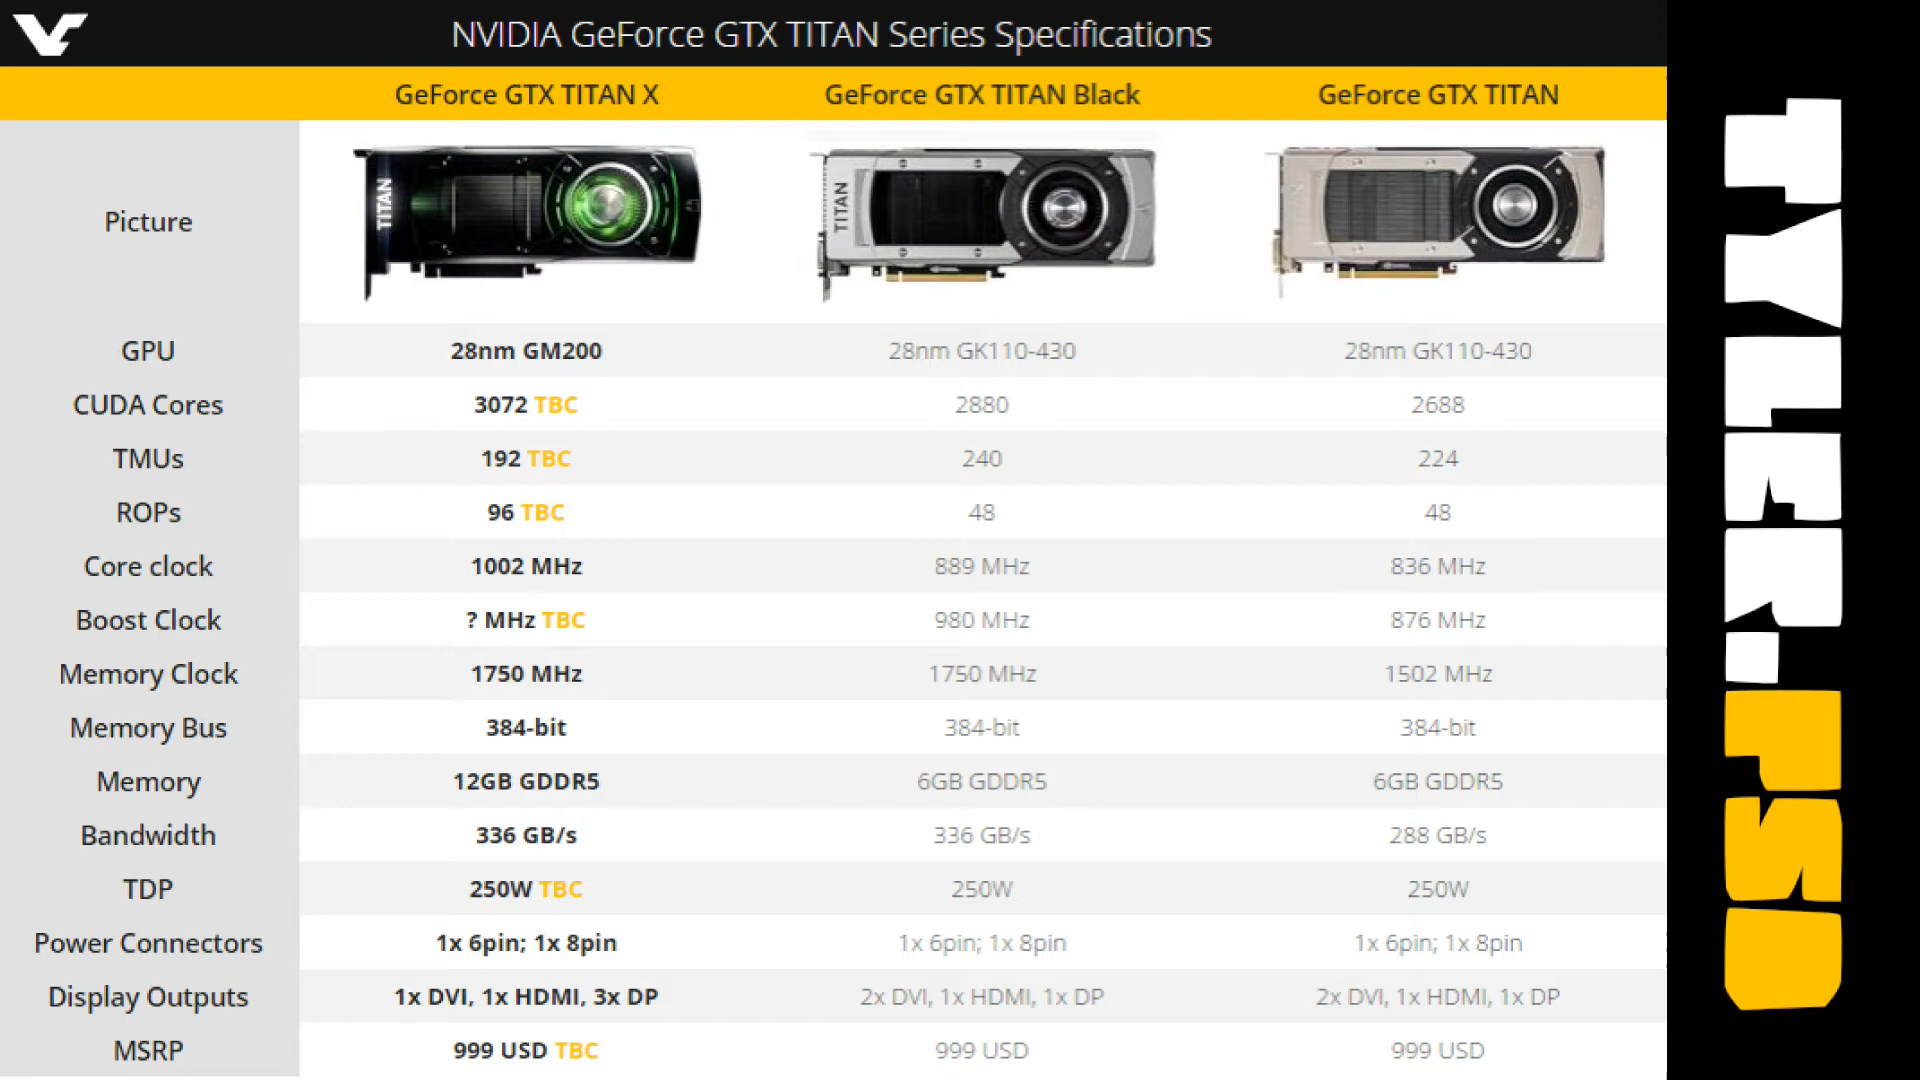 NVIDIA GeForce GTX TITAN Series Specifications
GeForce GTX TITAN X GeForce GTX TITAN Black GeForce GTX TITAN
Picture TITAN TITAN
GPU 28nm GM200 28nm GK110-430 28nm GK110-430
CUDA Cores 3072 TBC 2880 2688
TMUs 192 TBC 240 224
ROPs 96 TBC 48 48
Core clock 1002 MHz 889 MHz 836 MHz
Boost Clock ? MHz TBC 980 MHz 876 MHz
Memory Clock 1750 MHz 1750 MHz 1502 MHz
Memory Bus 384-bit 384-bit 384-bit
Memory 12GB GDDR5 6GB GDDR5 6GB GDDR5
Bandwidth 336 GB/s 336 GB/s 288 GB/s
TDP 250W TBC 250W 250W
Power Connectors 1x 6pin; 1x 8pin 1x 6pin; 1x 8pin 1x 6pin; 1x 8pin
Display Outputs 1x DVI, 1x HDMI, 3x DP 2x DVI, 1x HDMI, 1x DP 2x DVI, 1x HDMI, 1x DP
MSRP 999 USD TBC 999 USD 999 USD
TYLER.PSD